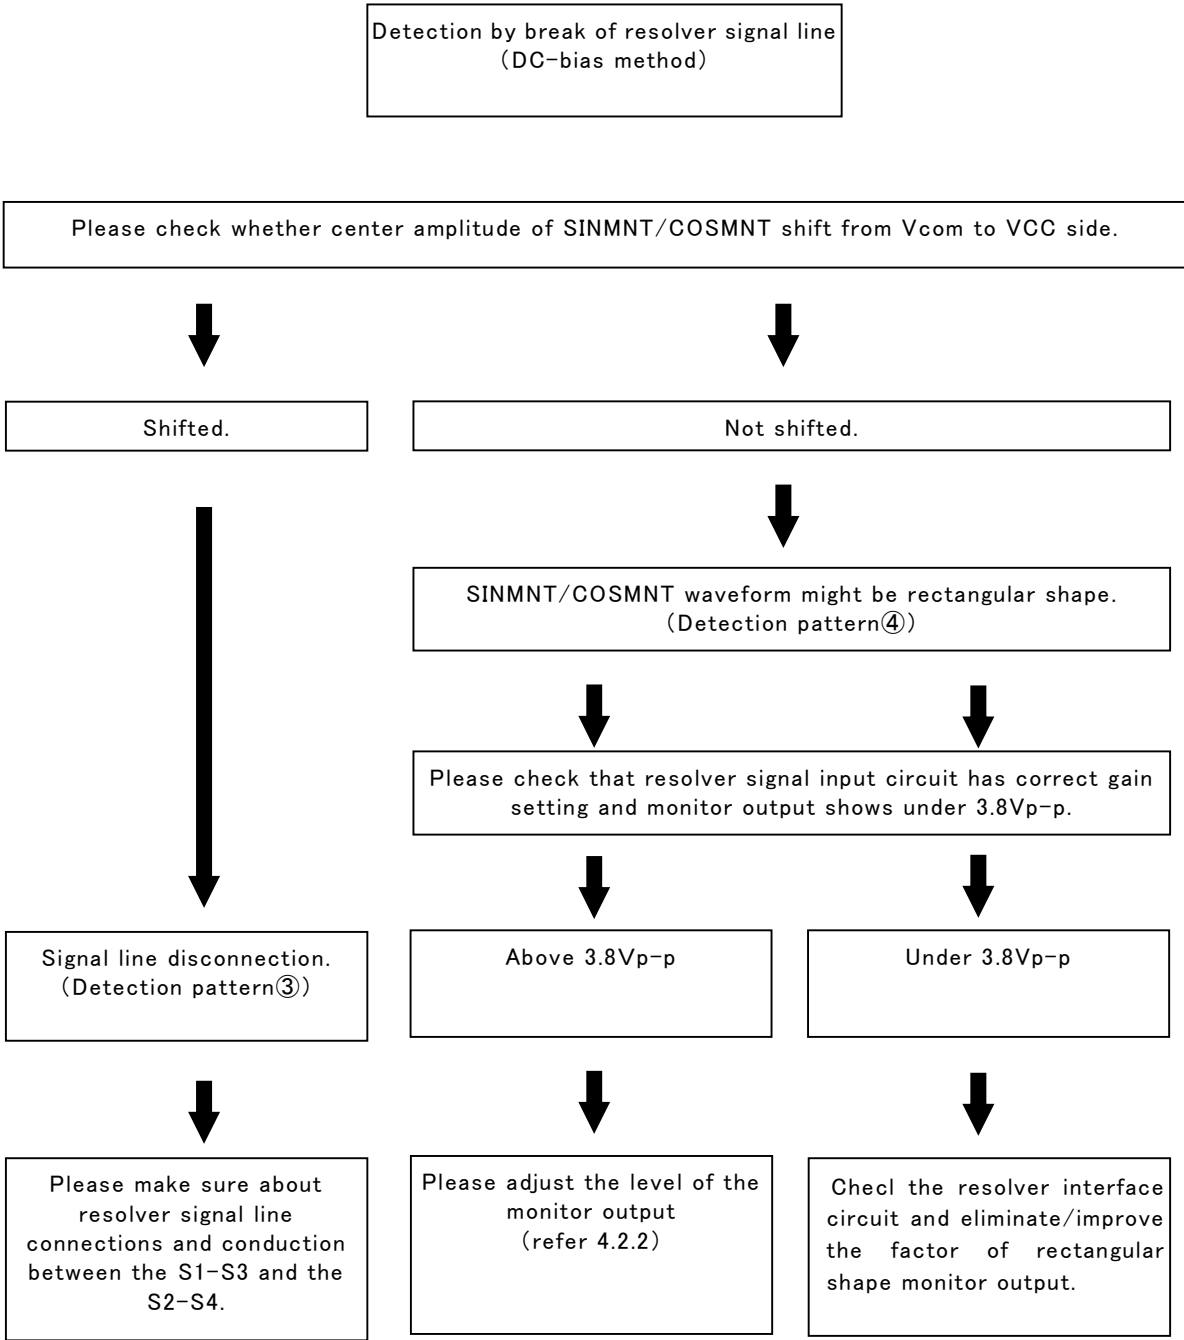 Detection by break of resolver signal line
（DC-bias method）
Please check whether center amplitude of SINMNT/COSMNT shift from Vcom to VCC side.
Shifted.
Not shifted.
SINMNT/COSMNT waveform might be rectangular shape.
（Detection pattern④）
Please check that resolver signal input circuit has correct gain
setting and monitor output shows under 3.8Vp-p.
Signal line disconnection.
（Detection pattern③）
Above 3.8Vp-p
Under 3.8Vp-p
Please make sure about
resolver signal line
connections and conduction
between the S1-S3 and the
S2-S4.
Please adjust the level of the
monitor output
（refer 4.2.2）
Checl the resolver interface
circuit and eliminate/improve
the factor of rectangular
shape monitor output.